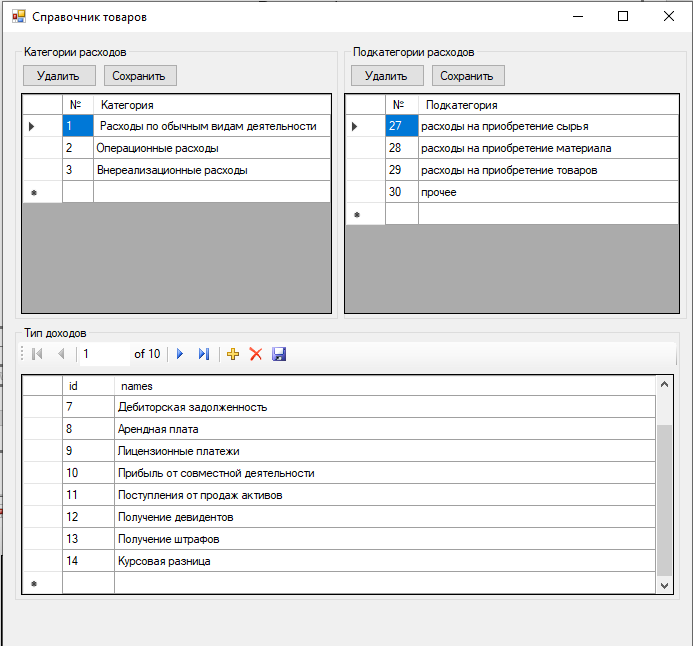 Справочник товаров
Категории расходов
Удалить Сохранить
№ Категория
1 Расходы по обычным видам деятельности
2 Операционные расходы
3 Внереализационные расходы
Подкатегории расходов
Удалить Сохранить
№ Подкатегория
27 расходы на приобретение сырья
28 расходы на приобретение материала
29 расходы на приобретение товаров
30 прочее
Тип доходов
1 of 10
id names
7 Дебиторская задолженность
8 Арендная плата
9 Лицензионные платежи
10 Прибыль от совместной деятельности
11 Поступления от продаж активов
12 Получение девидентов
13 Получение штрафов
14 Курсовая разница